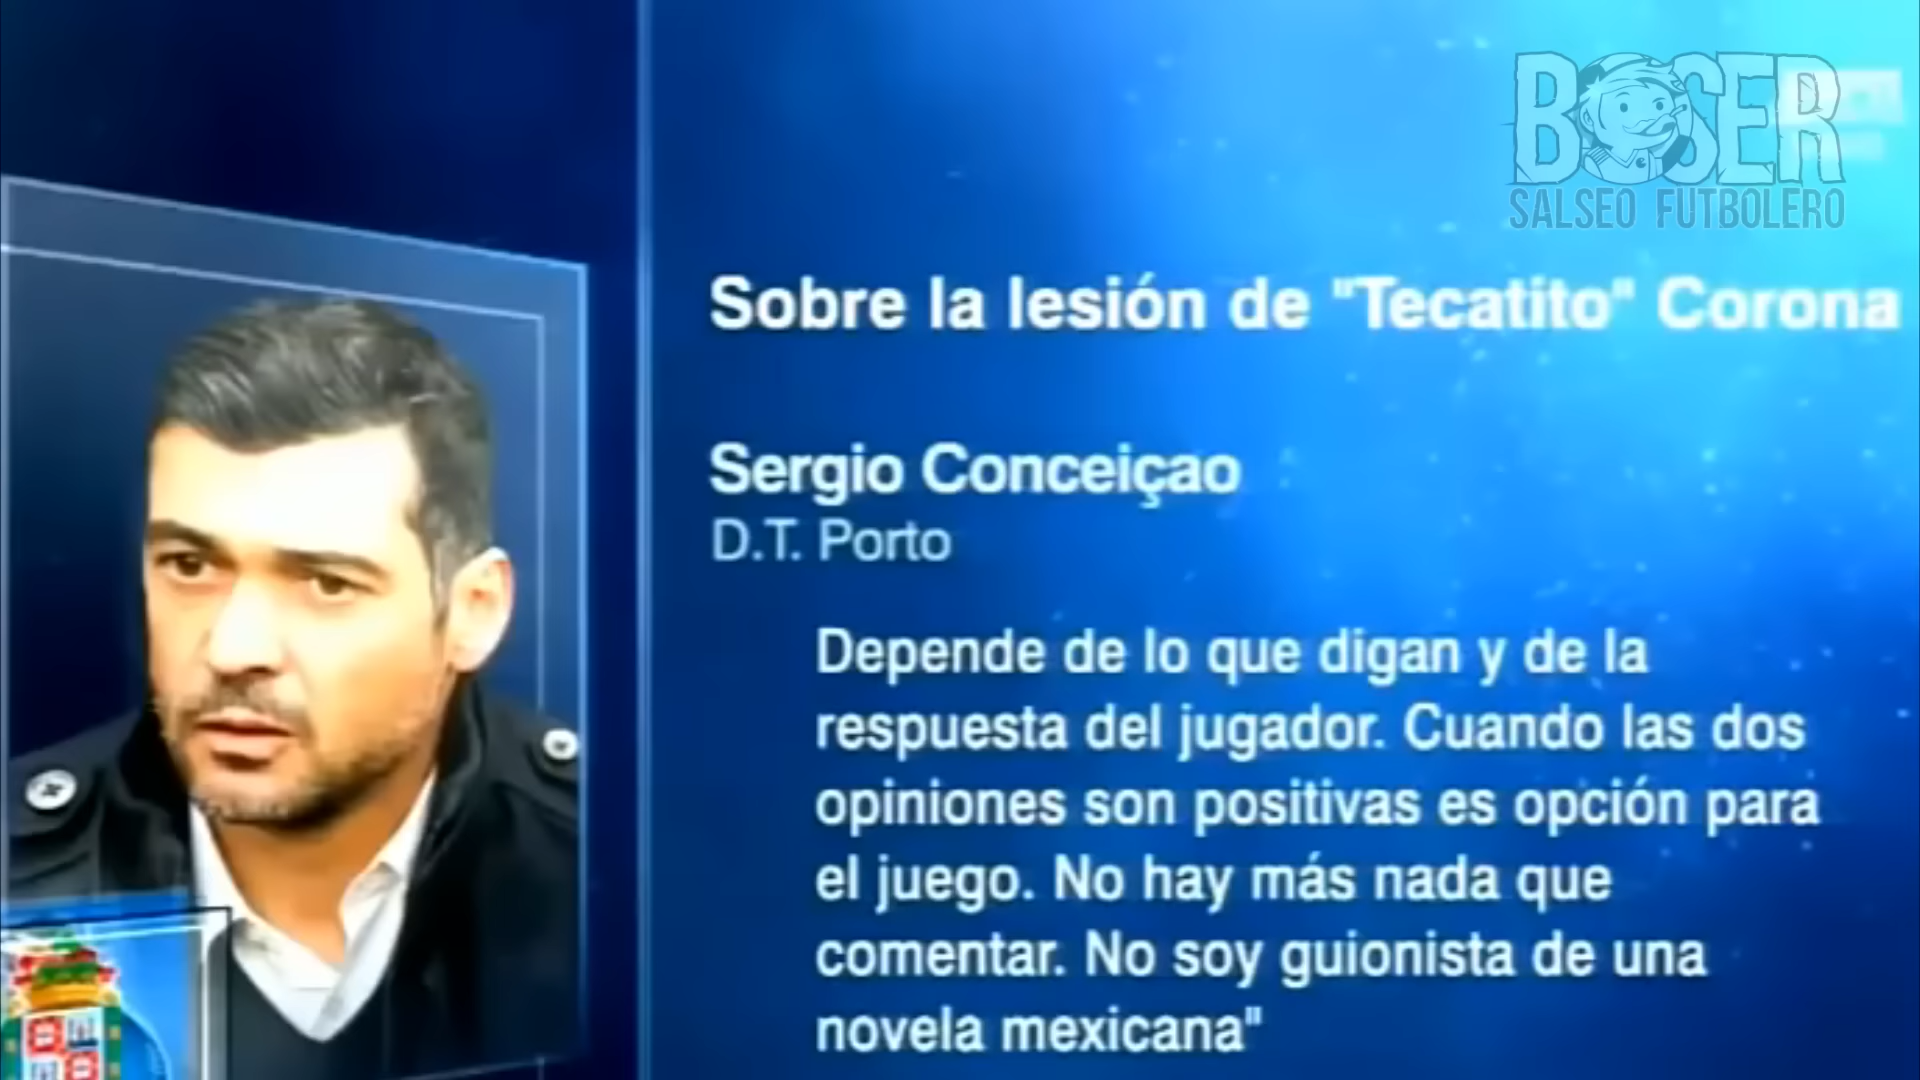 BOSER
SALSEO FUTBOLERO
Sobre la lesión de "Tecatito" Corona
Sergio Conceiçao
D.T. Porto
Depende de lo que digan y de la
respuesta del jugador. Cuando las dos
opiniones son positivas es opción para
el juego. No hay más nada que
comentar. No soy guionista de una
novela mexicana"